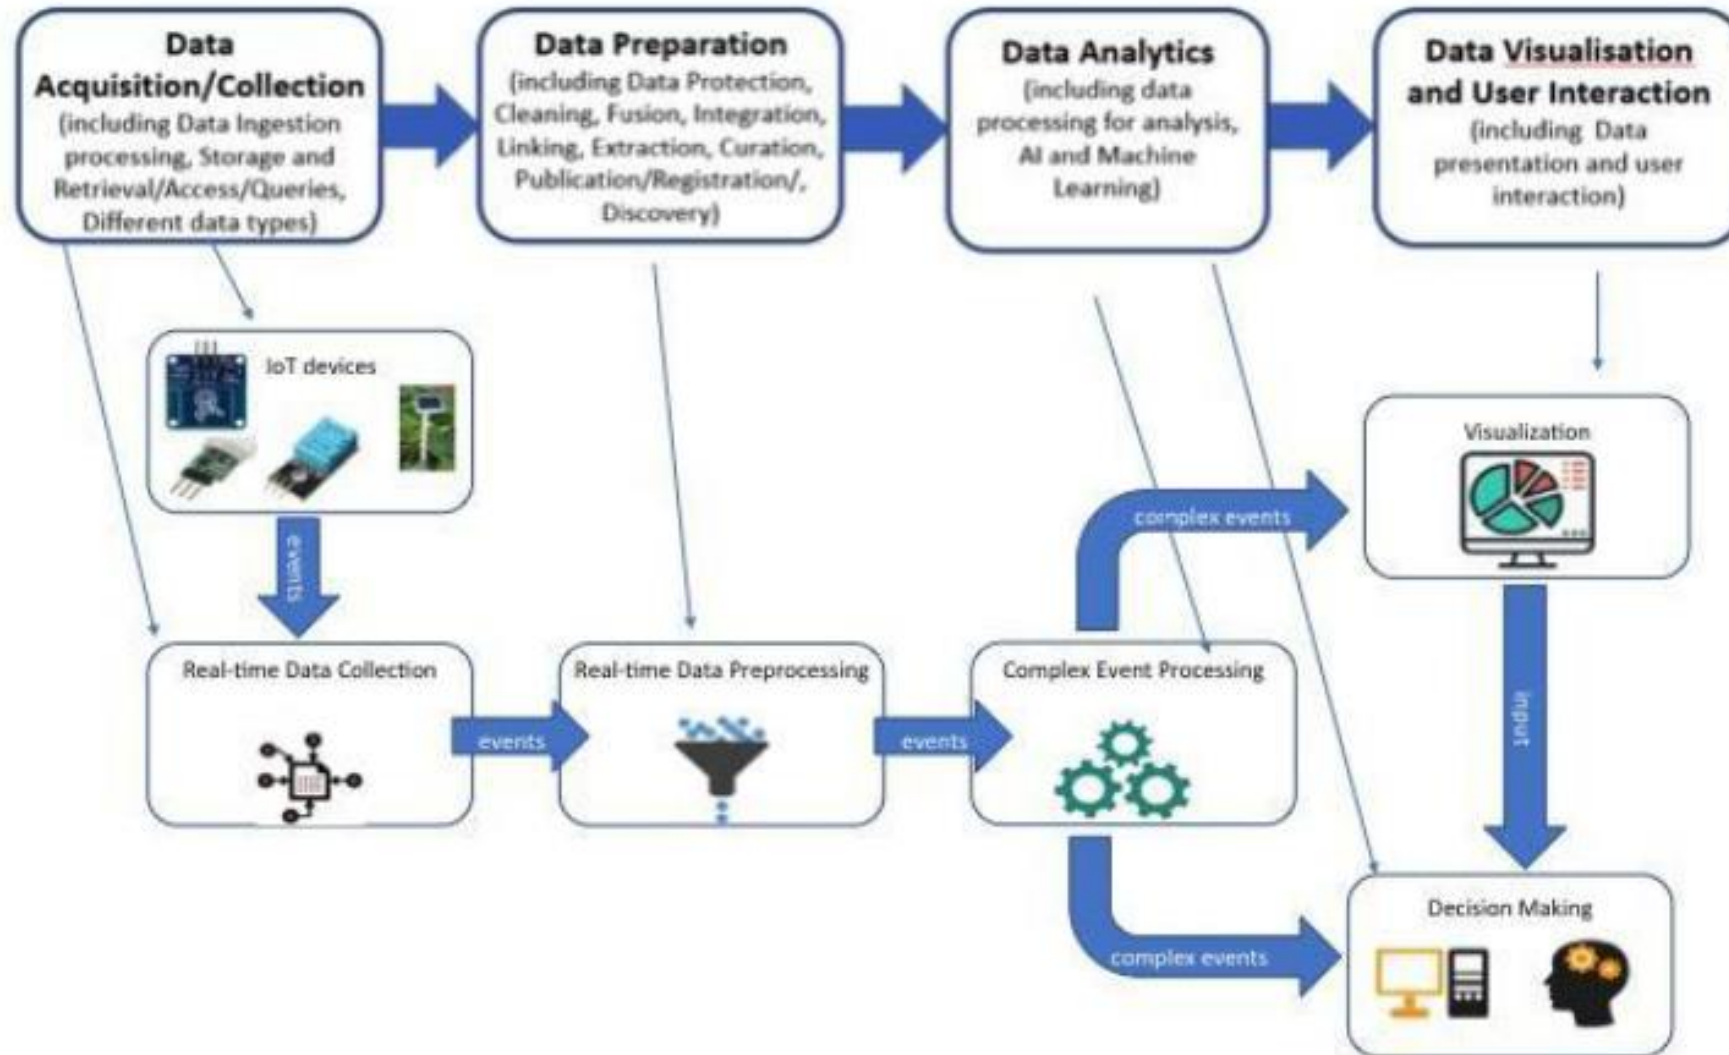 Data
Acquisition/Collection
(including Data Ingestion
processing, Storage and
Retrieval/Access/Queries,
Different data types)
Data Preparation
(including Data Protection,
Cleaning, Fusion, Integration,
Linking, Extraction, Curation,
Publication/Registration/,
Discovery)
Data Analytics
(including data
processing for analysis,
AI and Machine
Learning)
Data Visualisation
and User Interaction
(including Data
presentation and user
interaction)
IoT devices
events
Visualization
complex events
Real-time Data Collection
events
Real-time Data Preprocessing
events
Complex Event Processing
input
complex events
Decision Making